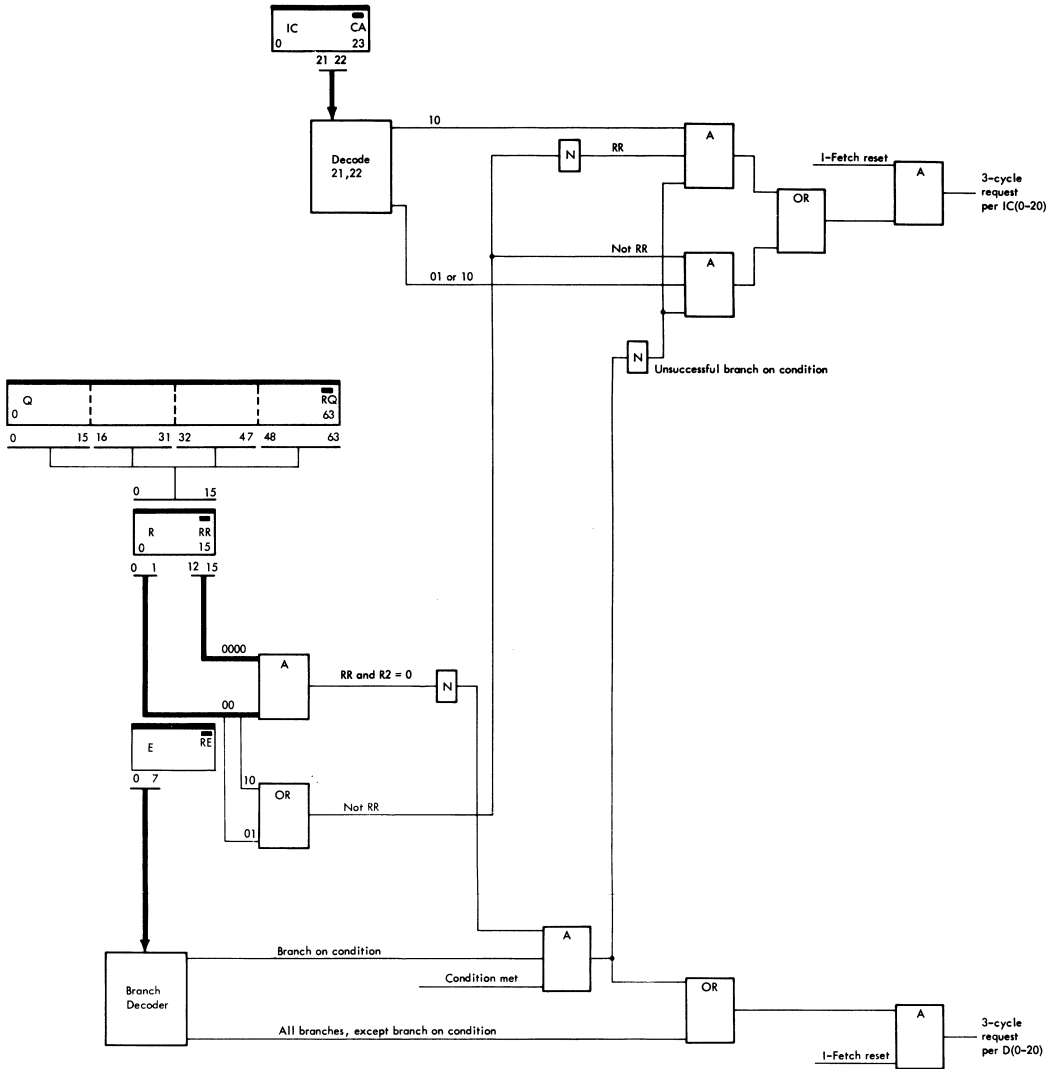 IC CA
0 23
21 22
Decode
21,22
10
N
RR
A
I-Fetch reset
A
3-cycle
request
per IC(0-20)
OR
Not RR
A
01 or 10
N
Unsuccessful branch on condition
Q RQ
0 63
0 15 16 31 32 47 48 63
0 15
R RR
0 15
0 1 12 15
0000
A
RR and R2 = 0
N
00
E RE
0 7
10
OR
Not RR
01
A
Branch on condition
Condition met
Branch
Decoder
OR
All branches, except branch on condition
A
3-cycle
request
per D(0-20)
I-Fetch reset